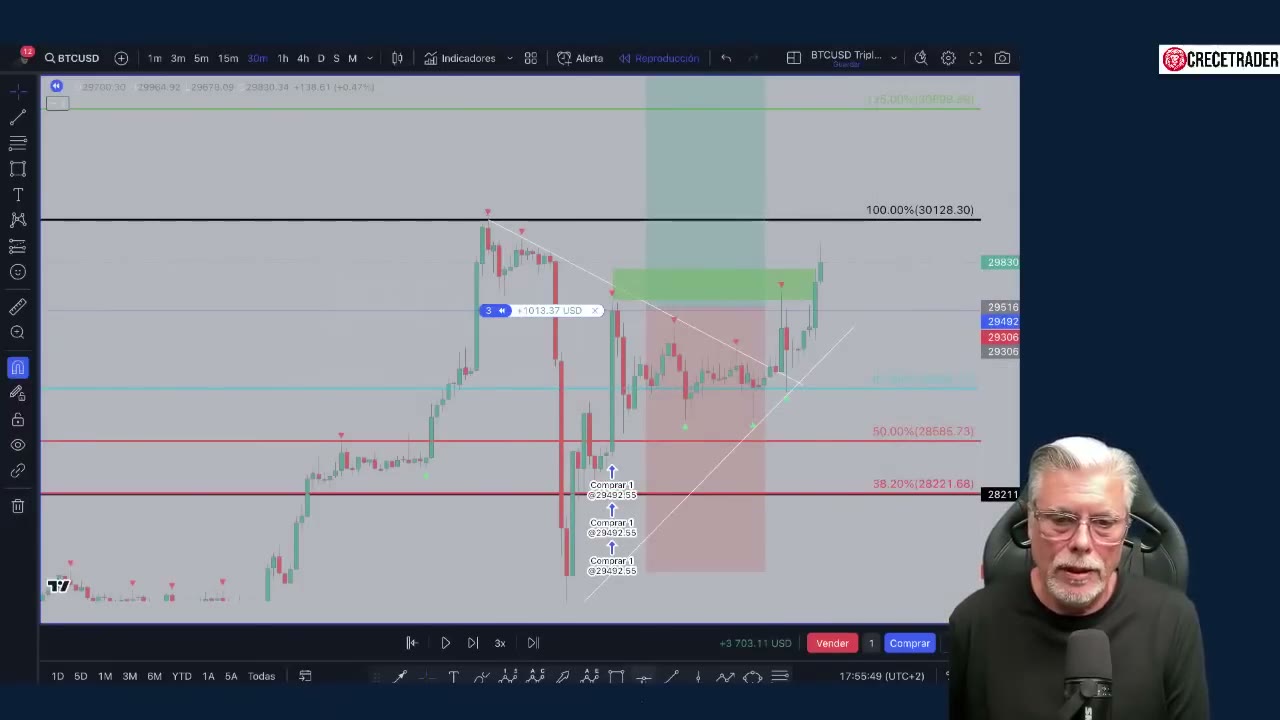 12
BTCUSD
1m 3m 5m 15m 30m 1h 4h D S M
Indicadores
Alerta
Reproducción
BTCUSD Tripl...
Guardar
CRECETRADER
29700.30 29964.92 29678.09 29830.34 +138.61 (+0.47%)
100.00%(30128.30)
29830
3 +1013.37 USD
29516
29492
29306
29306
50.00%(28586.73)
38.20%(28221.68)
28211
Comprar 1
@29492.55
Comprar 1
@29492.55
Comprar 1
@29492.55
3x
+3 703.11 USD
Vender
1
Comprar
1D 5D 1M 3M 6M YTD 1A 5A Todas
17:55:49 (UTC+2)